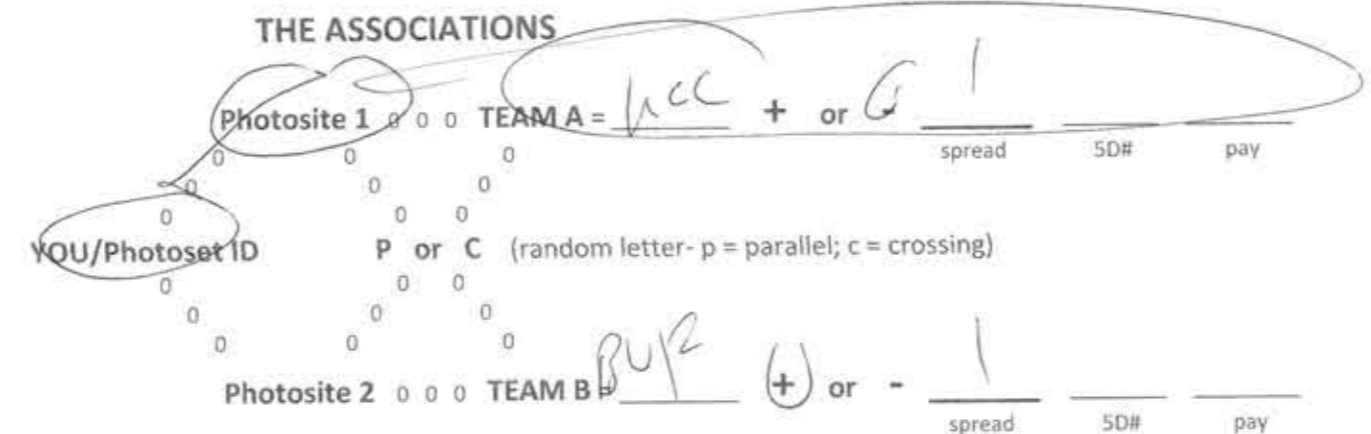 THE ASSOCIATIONS
Photosite 1 0 0 0 TEAM A = + or - 1
spread 5D# pay
YOU/Photoset ID P or C (random letter- p = parallel; c = crossing)
Photosite 2 0 0 0 TEAM B = BUR + or - 1
spread 5D# pay